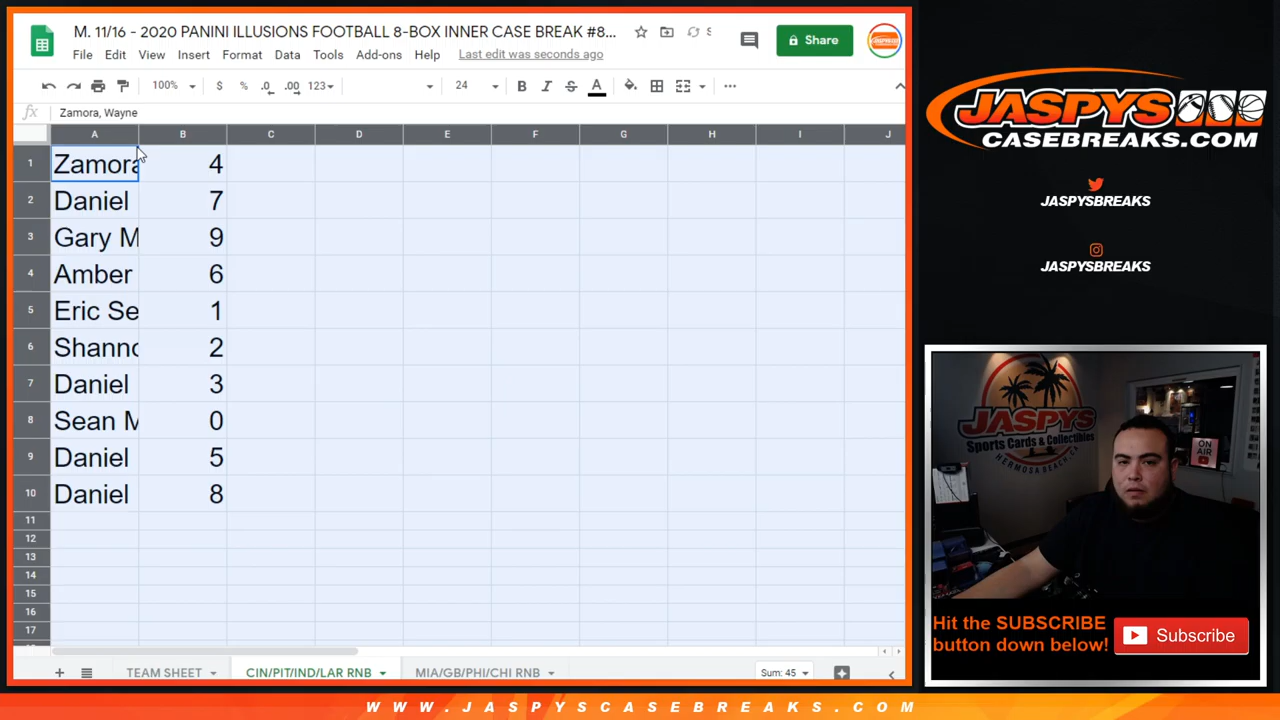 M. 11/16 - 2020 PANINI ILLUSIONS FOOTBALL 8-BOX INNER CASE BREAK #8...
File Edit View Insert Format Data Tools Add-ons Help Last edit was seconds ago
Share
100% $ % .0 .00 123 24 B I S A
fx Zamora, Wayne
A B C D E F G H I J
1 Zamora 4
2 Daniel 7
3 Gary M 9
4 Amber 6
5 Eric Se 1
6 Shanno 2
7 Daniel 3
8 Sean M 0
9 Daniel 5
10 Daniel 8
11
12
13
14
15
16
17
TEAM SHEET CIN/PIT/IND/LAR RNB MIA/GB/PHI/CHI RNB Sum: 45
JASPYS
CASEBREAKS.COM
JASPYSBREAKS
JASPYSBREAKS
JASPYS
Sports Cards & Collectibles
HERMOSA BEACH, CA
ON AIR
Hit the SUBSCRIBE
button down below!
Subscribe
WWW.JASPYSCASEBREAKS.COM